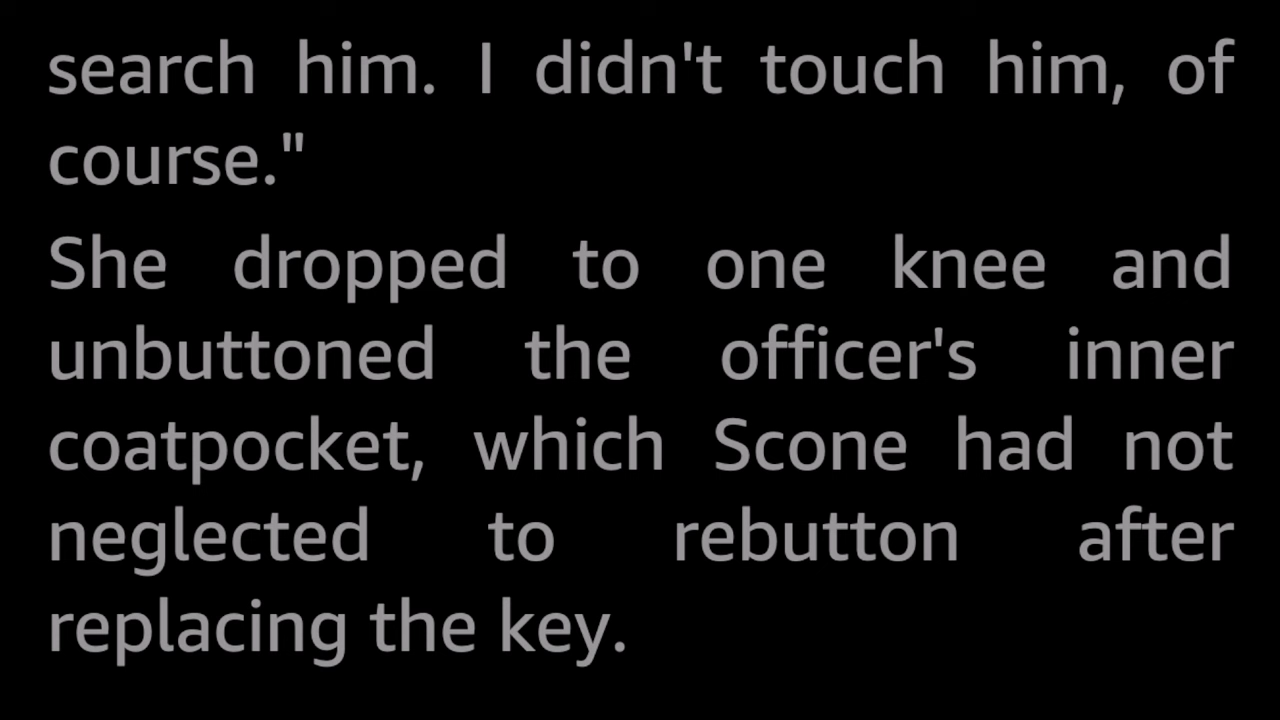 search him. I didn't touch him, of
course."
She dropped to one knee and
unbuttoned the officer's inner
coatpocket, which Scone had not
neglected to rebutton after
replacing the key.